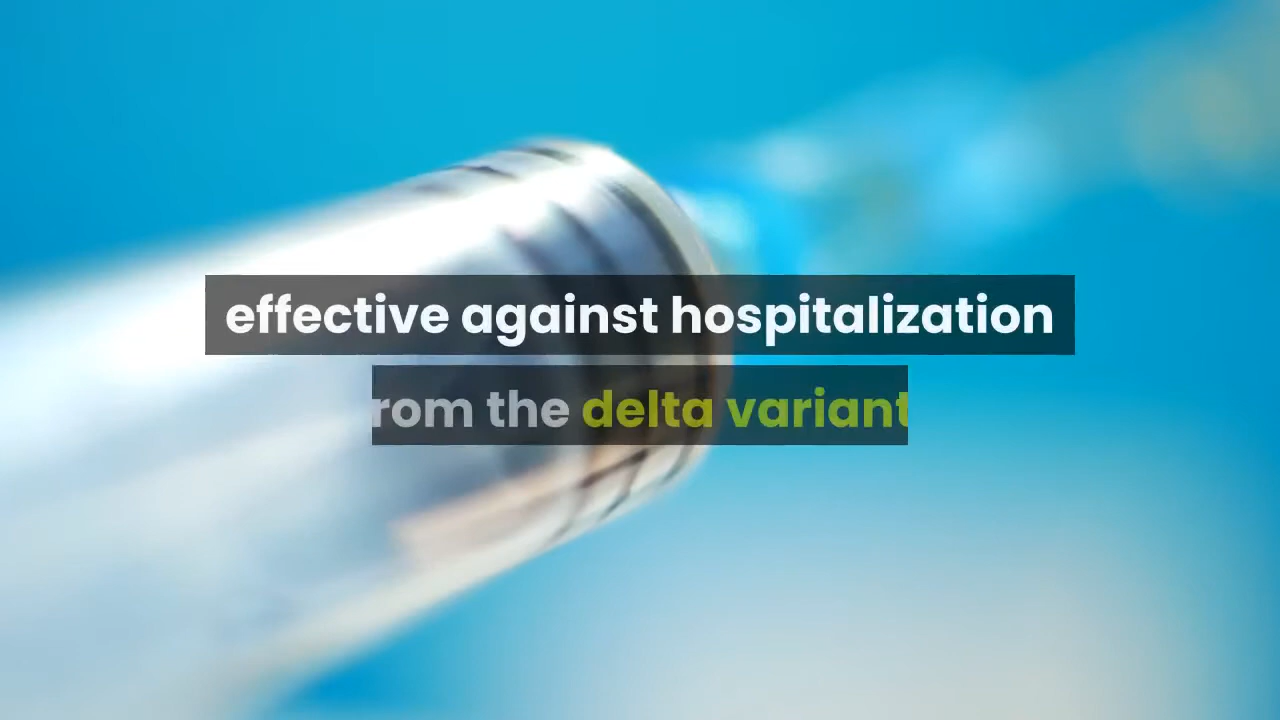 effective against hospitalization
rom the delta variant